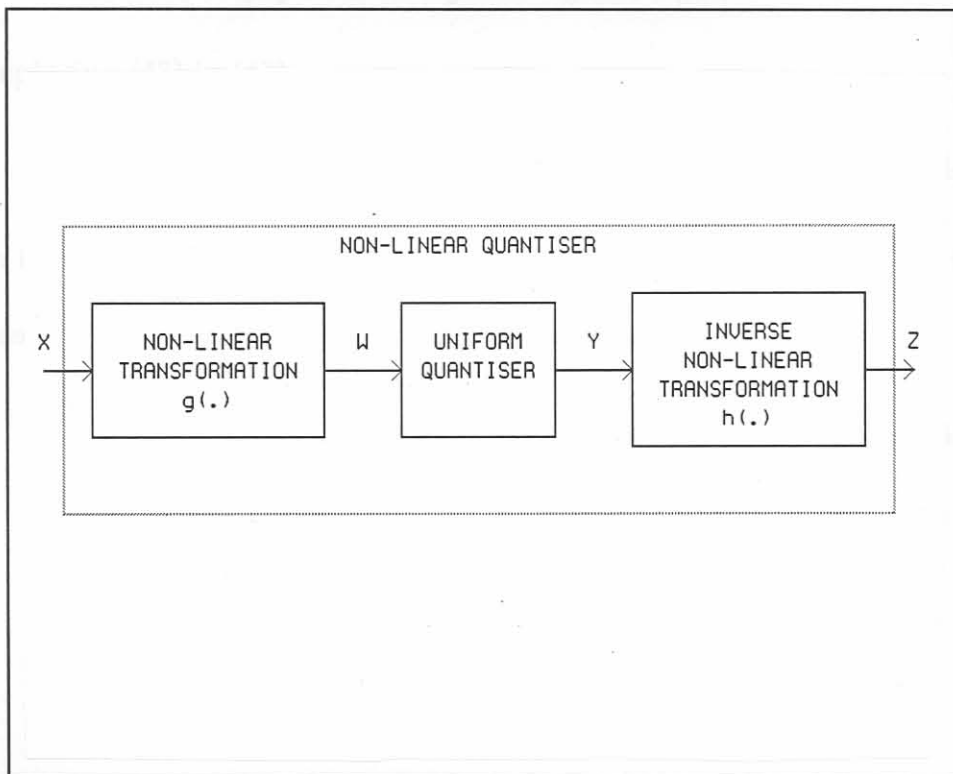 NON-LINEAR QUANTISER
X
NON-LINEAR
TRANSFORMATION
g(.)
W
UNIFORM
QUANTISER
Y
INVERSE
NON-LINEAR
TRANSFORMATION
h(.)
Z